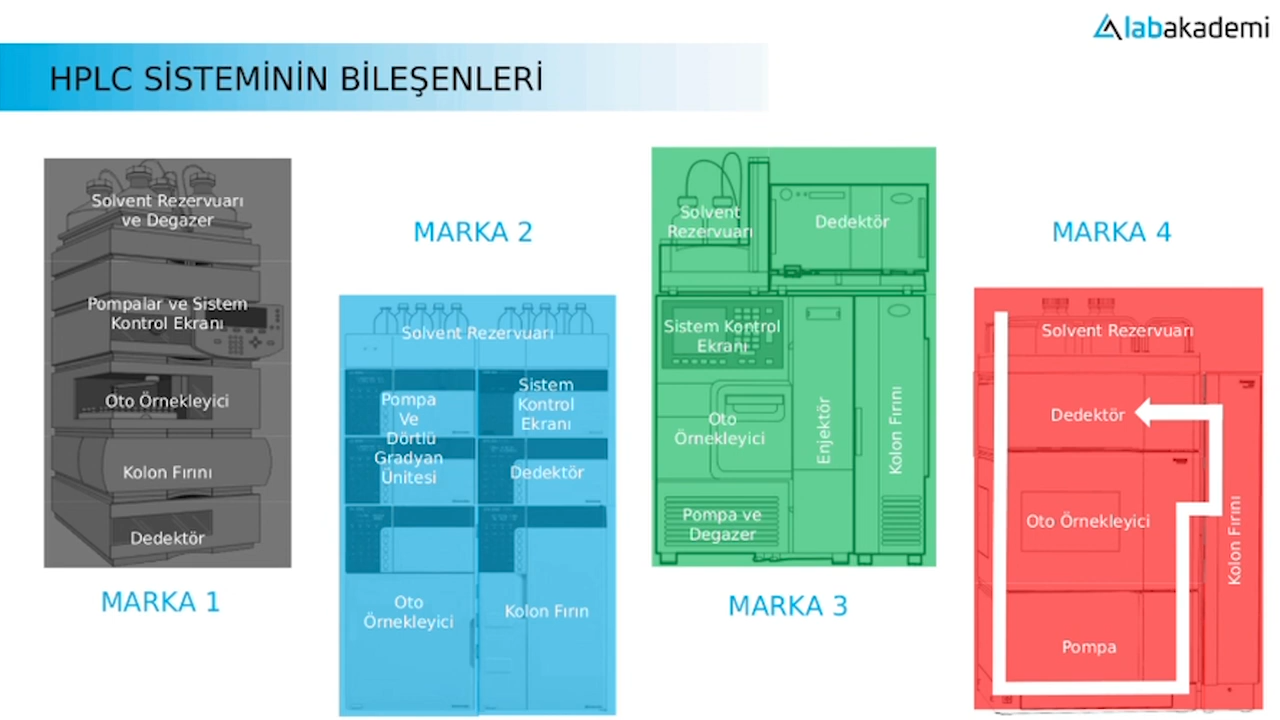 labakademi
HPLC SİSTEMİNİN BİLEŞENLERİ
Solvent Rezervuarı
ve Degazer
Pompalar ve Sistem
Kontrol Ekranı
Oto Örnekleyici
Kolon Fırını
Dedektör
MARKA 1
MARKA 2
Solvent Rezervuarı
Pompa
Ve
Dörtlü
Gradyan
Ünitesi
Sistem
Kontrol
Ekranı
Dedektör
Oto
Örnekleyici
Kolon Fırın
Solvent
Rezervuarı
Dedektör
Sistem Kontrol
Ekranı
Oto
Örnekleyici
Enjektör
Kolon Fırını
Pompa ve
Degazer
MARKA 3
MARKA 4
Solvent Rezervuarı
Dedektör
Oto Örnekleyici
Kolon Fırını
Pompa